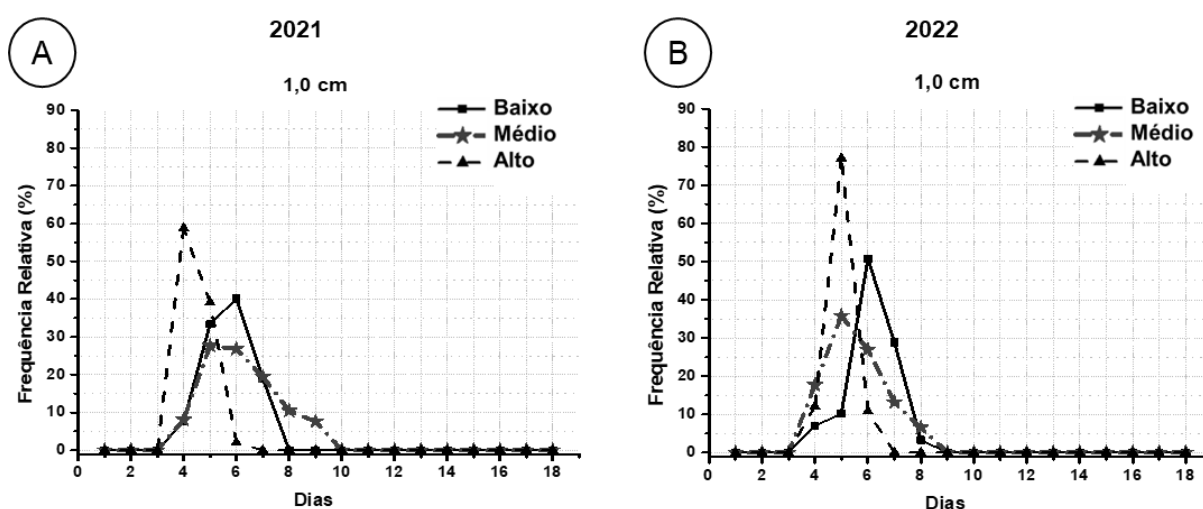 A
2021
1,0 cm
Baixo
Médio
Alto
Frequência Relativa (%)
90
80
70
60
50
40
30
20
10
0
0 2 4 6 8 10 12 14 16 18
Dias
B
2022
1,0 cm
Baixo
Médio
Alto
Frequência Relativa (%)
90
80
70
60
50
40
30
20
10
0
0 2 4 6 8 10 12 14 16 18
Dias